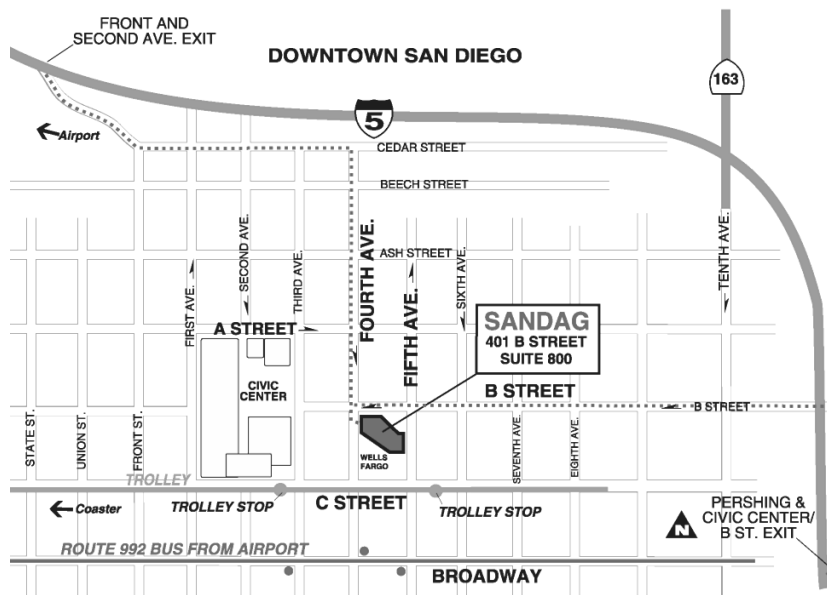 FRONT AND
SECOND AVE. EXIT
DOWNTOWN SAN DIEGO
163
5
Airport
CEDAR STREET
BEECH STREET
ASH STREET
FIRST AVE.
SECOND AVE.
THIRD AVE.
FOURTH AVE.
FIFTH AVE.
SIXTH AVE.
TENTH AVE.
A STREET
SANDAG
401 B STREET
SUITE 800
CIVIC
CENTER
B STREET
B STREET
STATE ST.
UNION ST.
FRONT ST.
SEVENTH AVE.
EIGHTH AVE.
WELLS
FARGO
TROLLEY
TROLLEY STOP
C STREET
TROLLEY STOP
Coaster
N
PERSHING &
CIVIC CENTER/
B ST. EXIT
ROUTE 992 BUS FROM AIRPORT
BROADWAY